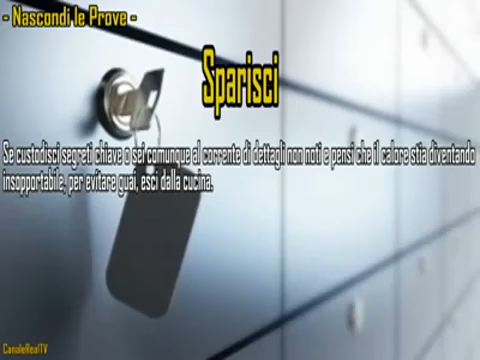 - Nascondi le Prove -
Sparisci
Se custodisci segreti chiave o sei comunque al corrente di dettagli non noti e pensi che il calore stia diventando
insopportabile, per evitare guai, esci dalla cucina.
CanaleRealTV